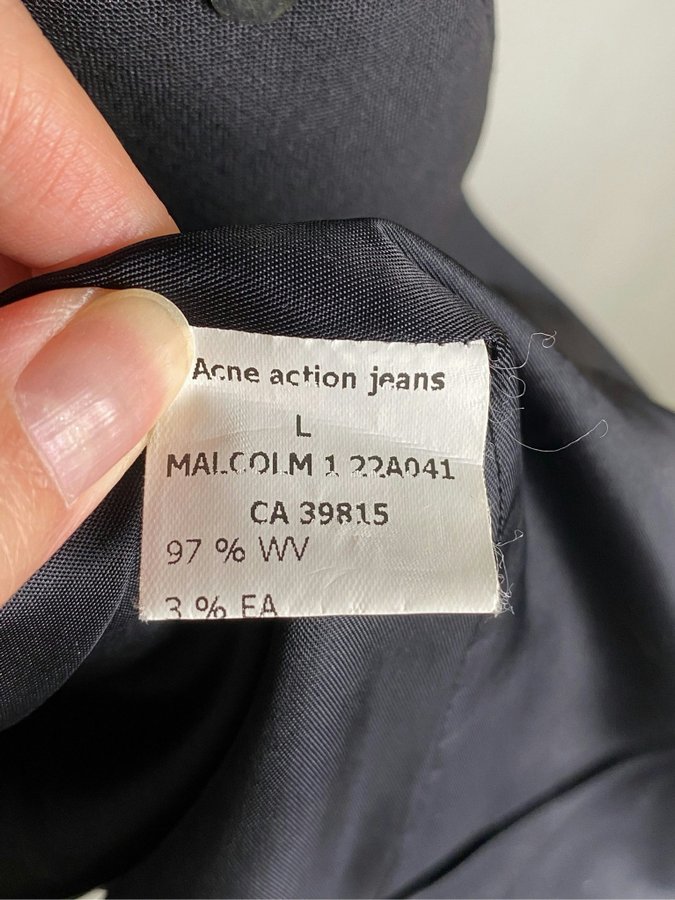 Acne action jeans
L
MALCOLM 1 22A041
CA 39815
97 % WV
3 % EA